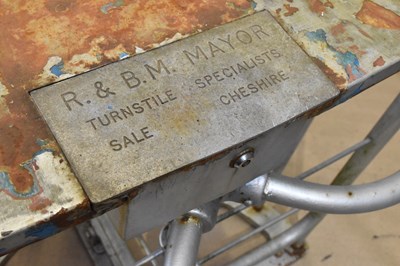 R. & B.M. MAYOR
TURNSTILE SPECIALISTS
SALE CHESHIRE